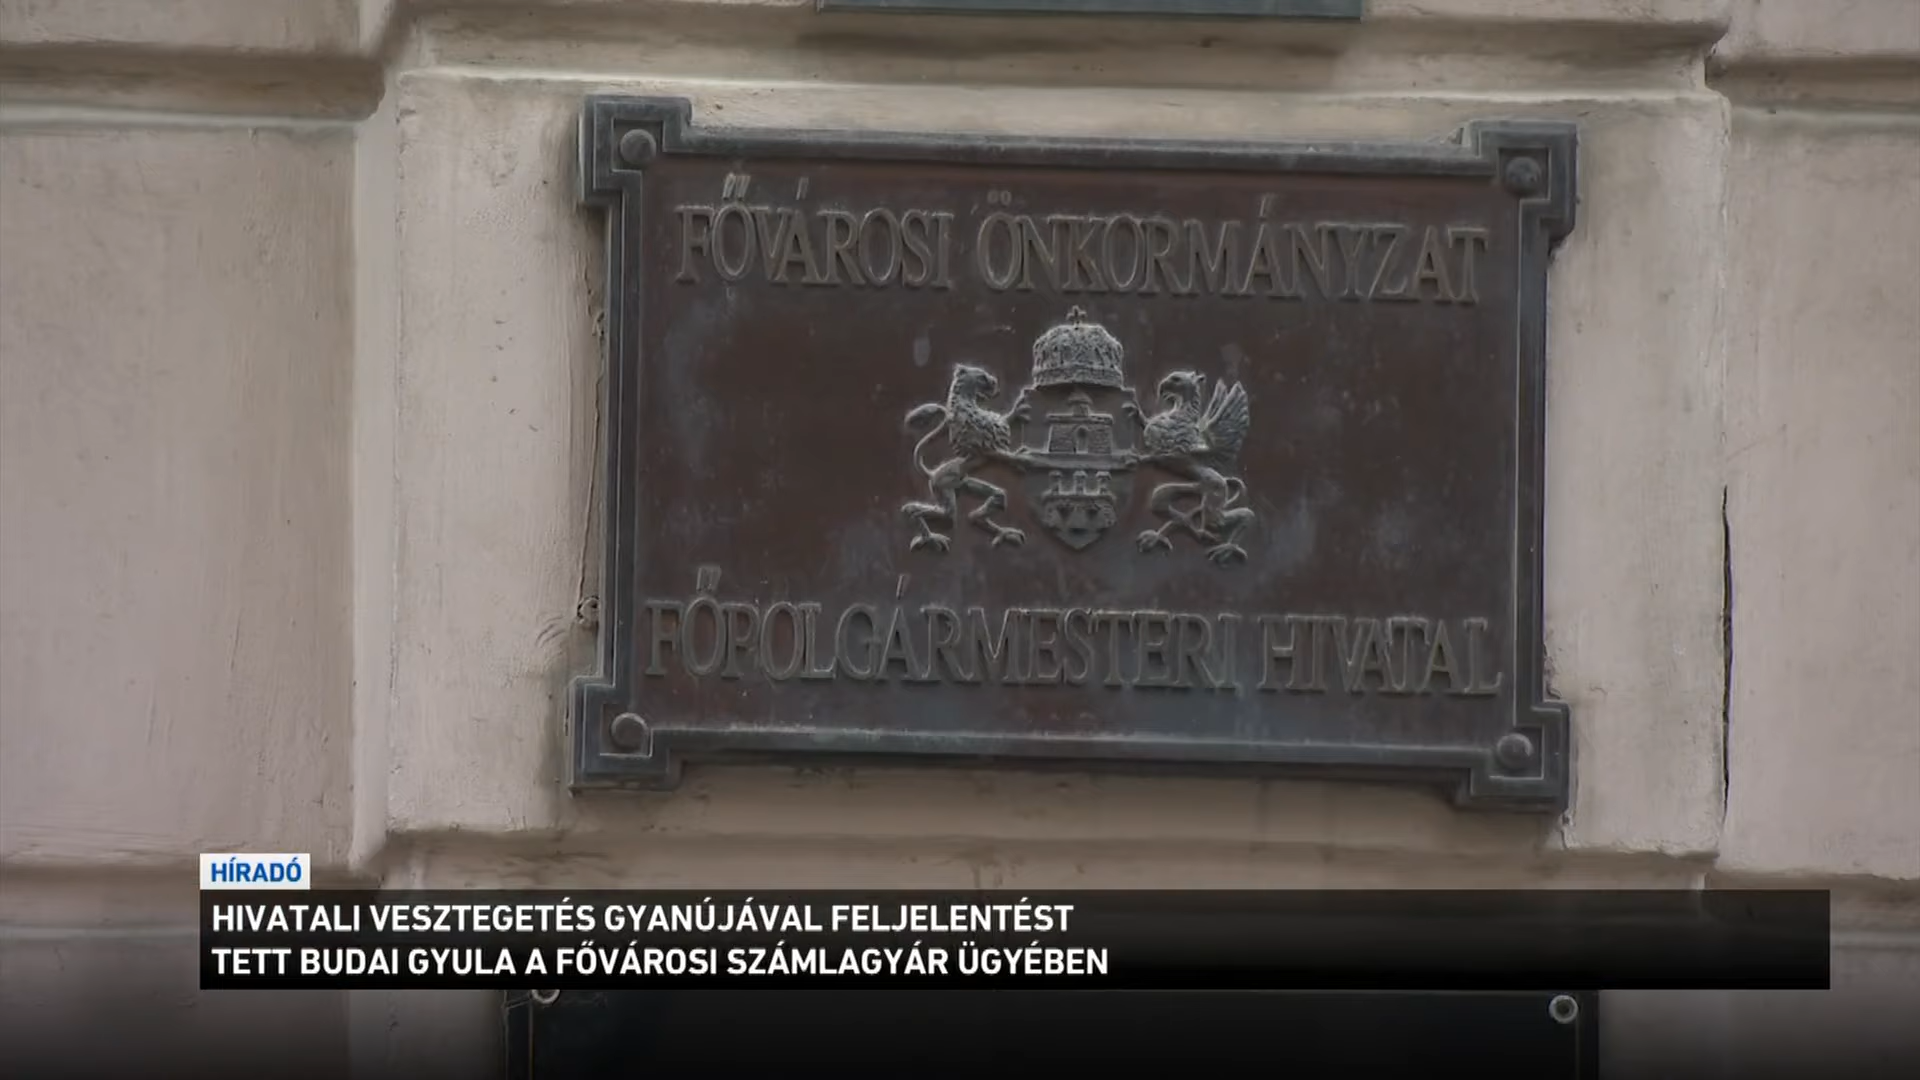 FŐVÁROSI ÖNKORMÁNYZAT
FŐPOLGÁRMESTERI HIVATAL
HÍRADÓ
HIVATALI VESZTEGETÉS GYANÚJÁVAL FELJELENTÉST
TETT BUDAI GYULA A FŐVÁROSI SZÁMLAGYÁR ÜGYÉBEN